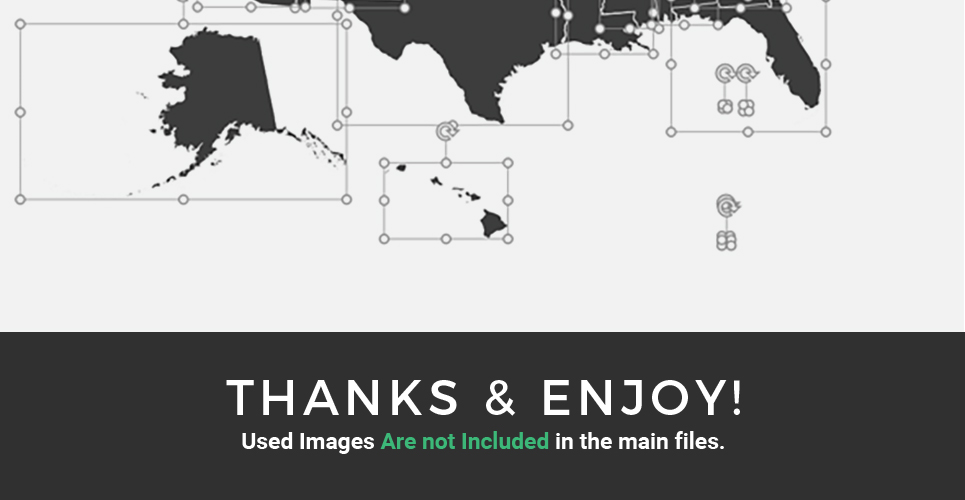 THANKS & ENJOY!
Used Images Are not Included in the main files.